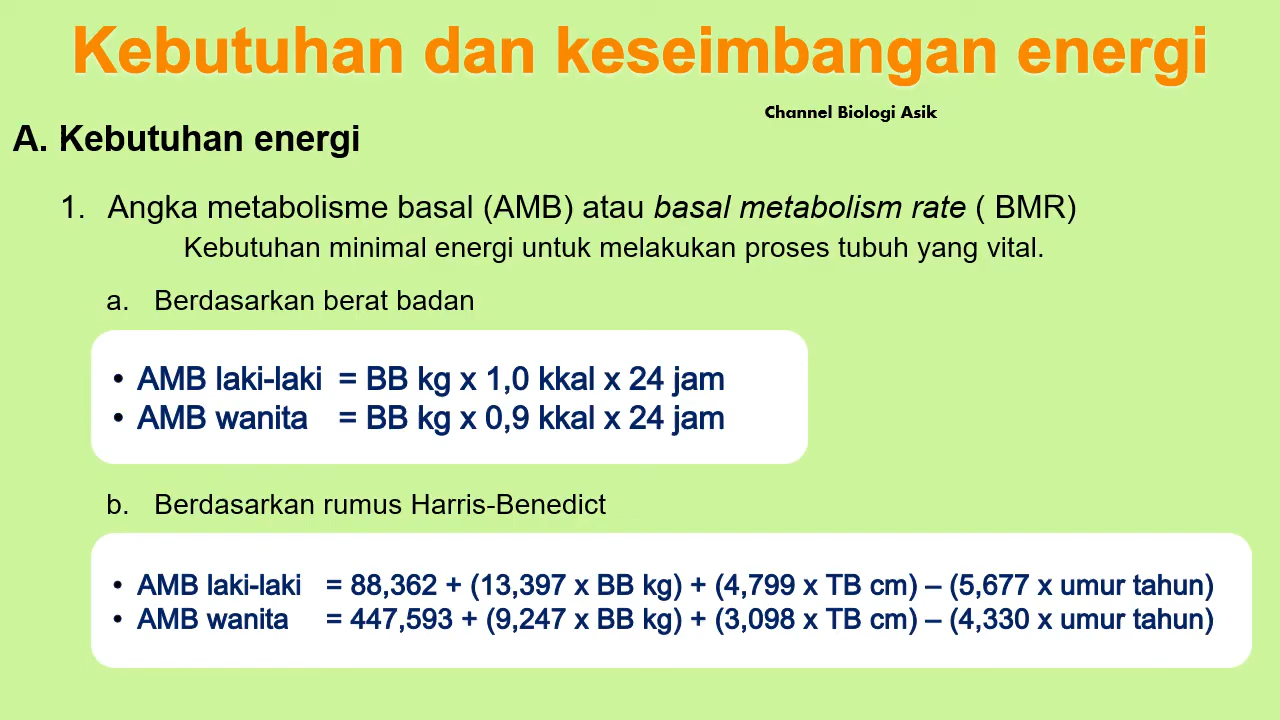 Kebutuhan dan keseimbangan energi
Channel Biologi Asik
A. Kebutuhan energi
1. Angka metabolisme basal (AMB) atau basal metabolism rate ( BMR)
Kebutuhan minimal energi untuk melakukan proses tubuh yang vital.
a. Berdasarkan berat badan
• AMB laki-laki = BB kg x 1,0 kkal x 24 jam
• AMB wanita = BB kg x 0,9 kkal x 24 jam
b. Berdasarkan rumus Harris-Benedict
• AMB laki-laki = 88,362 + (13,397 x BB kg) + (4,799 x TB cm) – (5,677 x umur tahun)
• AMB wanita = 447,593 + (9,247 x BB kg) + (3,098 x TB cm) – (4,330 x umur tahun)